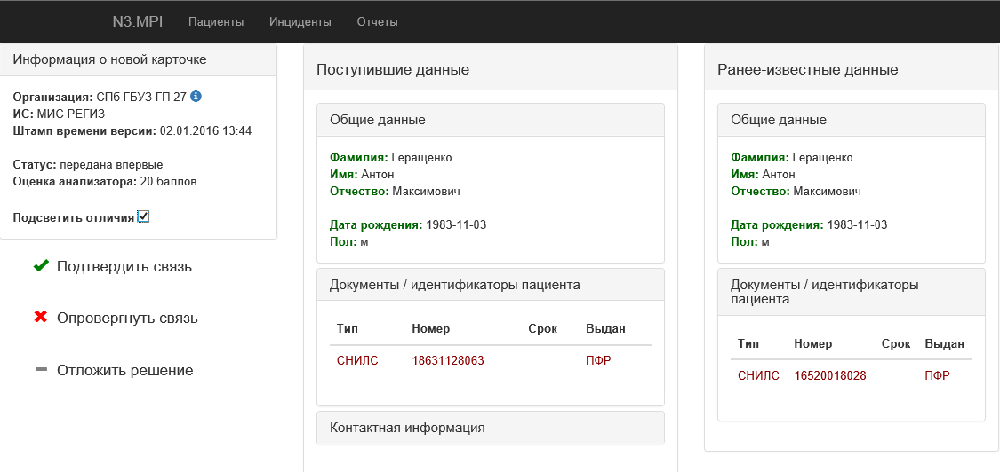 N3.MPI Пациенты Инциденты Отчеты
Информация о новой карточке
Организация: СПб ГБУЗ ГП 27
ИС: МИС РЕГИЗ
Штамп времени версии: 02.01.2016 13:44
Статус: передана впервые
Оценка анализатора: 20 баллов
Подсветить отличия
Подтвердить связь
Опровергнуть связь
Отложить решение
Поступившие данные
Общие данные
Фамилия: Геращенко
Имя: Антон
Отчество: Максимович
Дата рождения: 1983-11-03
Пол: м
Документы / идентификаторы пациента
Тип Номер Срок Выдан
СНИЛС 18631128063 ПФР
Контактная информация
Ранее-известные данные
Общие данные
Фамилия: Геращенко
Имя: Антон
Отчество: Максимович
Дата рождения: 1983-11-03
Пол: м
Документы / идентификаторы
пациента
Тип Номер Срок Выдан
СНИЛС 16520018028 ПФР